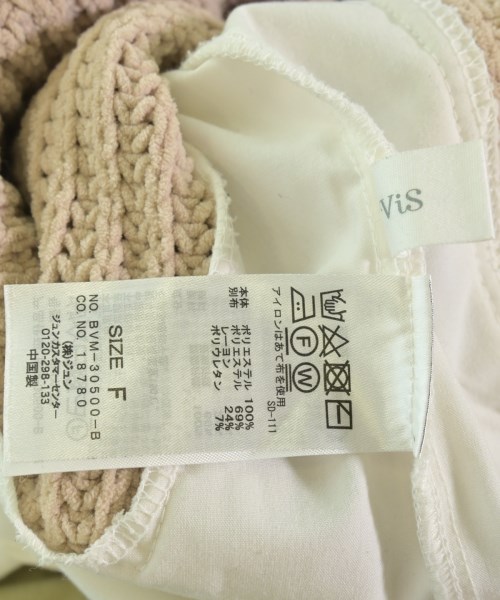 ViS
アイロンはあて布を使用
SD-111
本体 ポリエステル 100%
別布 ポリエステル 69%
レーヨン 24%
ポリウレタン 7%
SIZE F
NO. BVM-30500-B
CO. NO. 18780
(株)ジュン
ジュンカスタマーセンター
0120-298-133
中国製